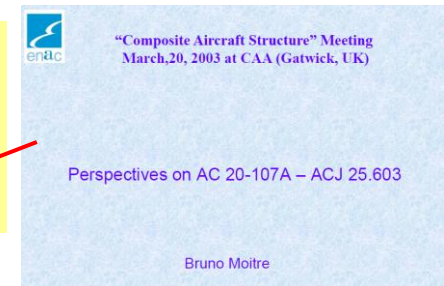 enac
“Composite Aircraft Structure” Meeting
March,20, 2003 at CAA (Gatwick, UK)
Perspectives on AC 20-107A – ACJ 25.603
Bruno Moitre